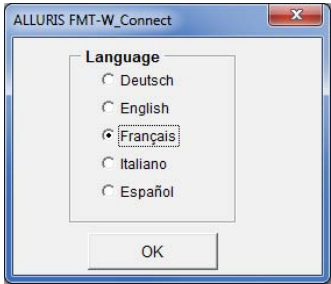 ALLURIS FMT-W_Connect
Language
Deutsch
English
Français
Italiano
Español
OK